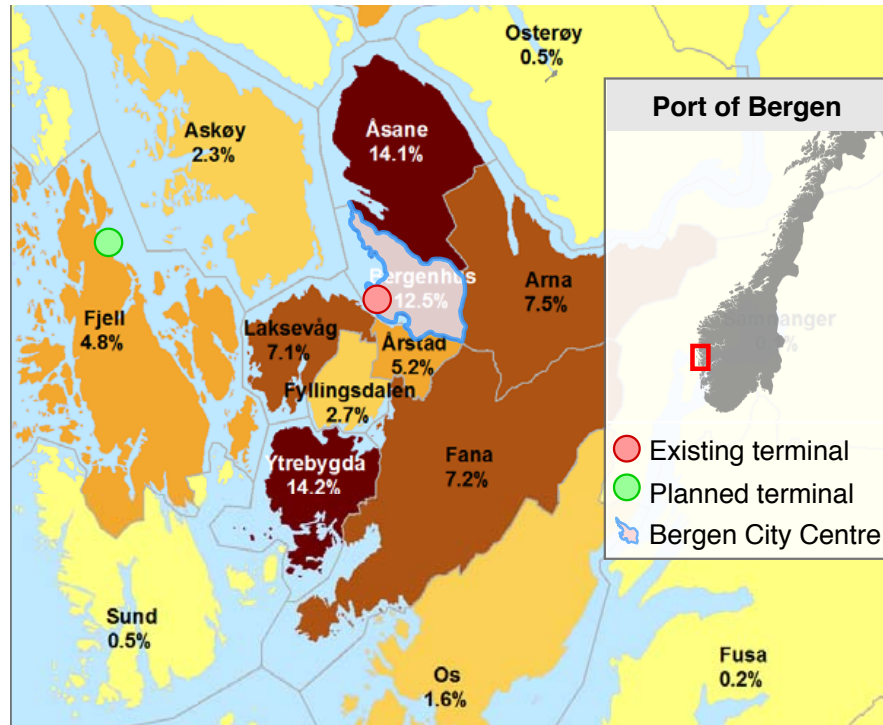 Osterøy
0.5%
Port of Bergen
Askøy
2.3%
Åsane
14.1%
Bergenhus
12.5%
Arna
7.5%
Fjell
4.8%
Laksevåg
7.1%
Årstad
5.2%
Fyllingsdalen
2.7%
Ytrebygda
14.2%
Fana
7.2%
Existing terminal
Planned terminal
Bergen City Centre
Sund
0.5%
Os
1.6%
Fusa
0.2%